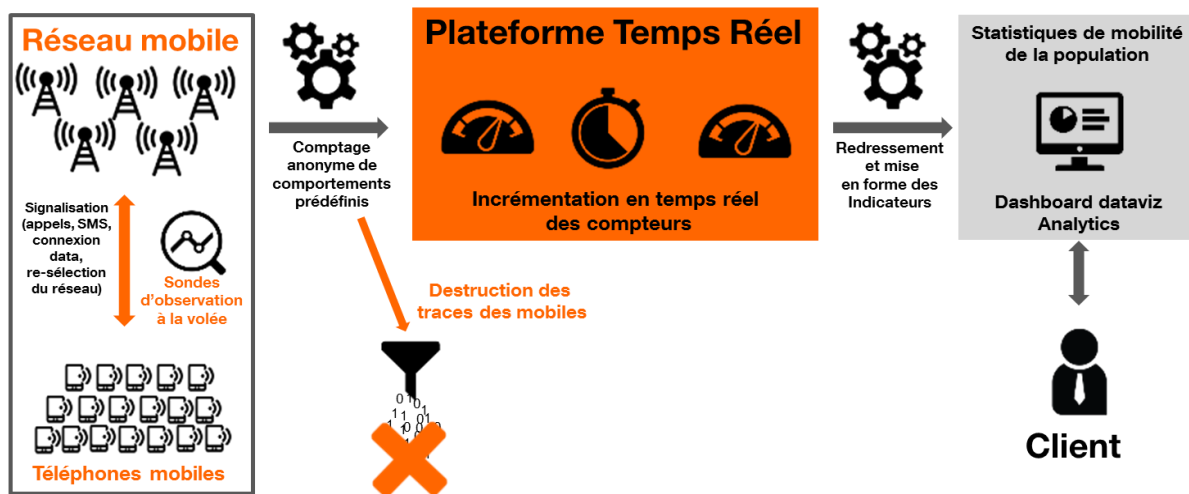 Réseau mobile
Signalisation
(appels, SMS,
connexion
data,
re-sélection
du réseau)
Sondes
d'observation
à la volée
Téléphones mobiles
Comptage
anonyme de
comportements
prédéfinis
Destruction des
traces des mobiles
Plateforme Temps Réel
Incrémentation en temps réel
des compteurs
Redressement
et mise
en forme des
Indicateurs
Statistiques de mobilité
de la population
Dashboard dataviz
Analytics
Client